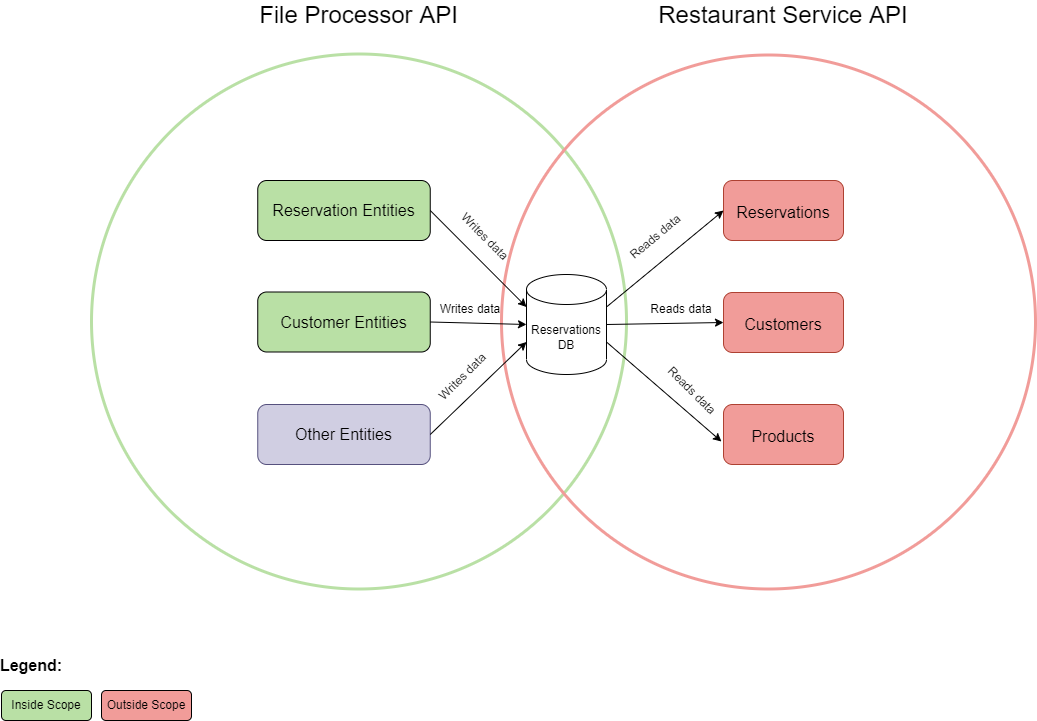 File Processor API
Restaurant Service API
Reservation Entities
Writes data
Reads data
Reservations
Customer Entities
Writes data
Reservations
DB
Reads data
Customers
Other Entities
Writes data
Reads data
Products
Legend:
Inside Scope
Outside Scope